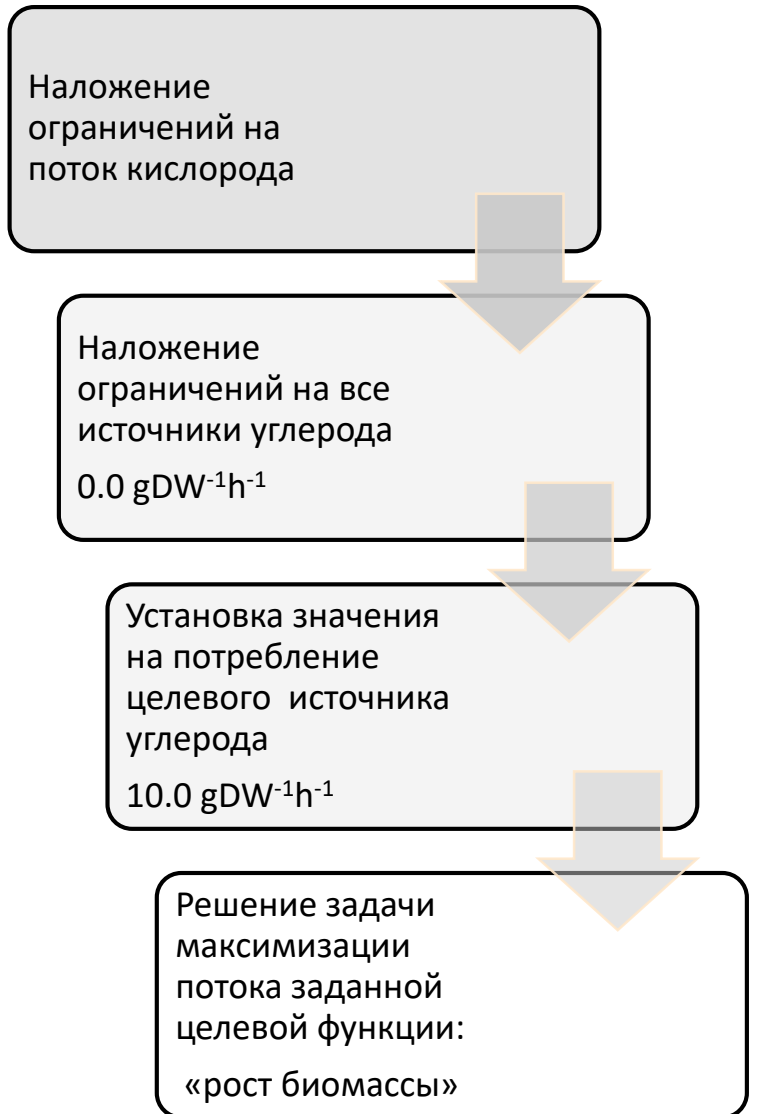 Наложение
ограничений на
поток кислорода
Наложение
ограничений на все
источники углерода
0.0 gDW⁻¹h⁻¹
Установка значения
на потребление
целевого источника
углерода
10.0 gDW⁻¹h⁻¹
Решение задачи
максимизации
потока заданной
целевой функции:
«рост биомассы»